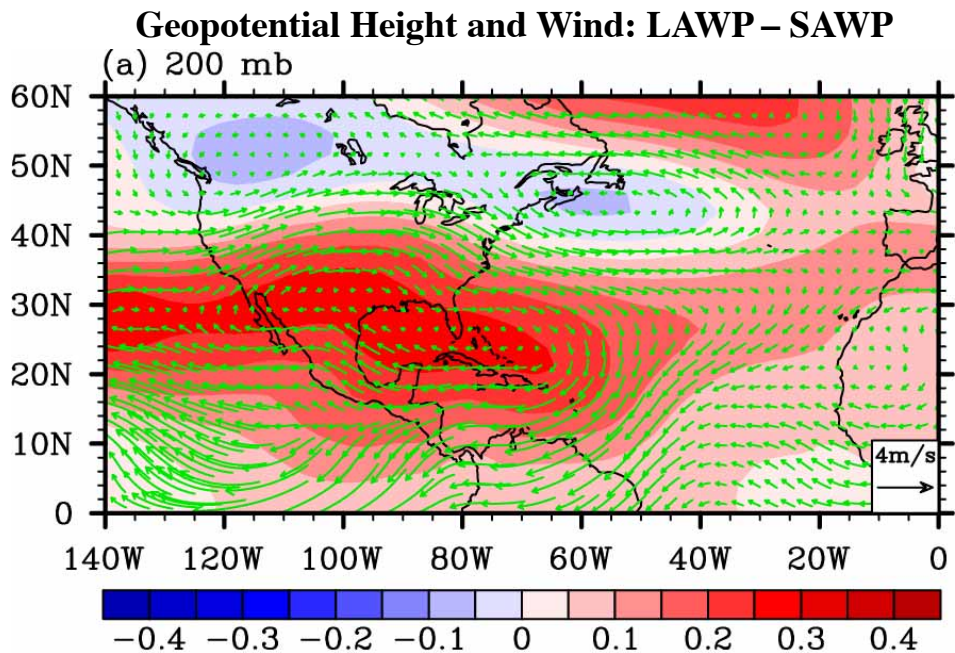 Geopotential Height and Wind: LAWP – SAWP
(a) 200 mb
60N
50N
40N
30N
20N
10N
0
4m/s
140W 120W 100W 80W 60W 40W 20W 0
−0.4 −0.3 −0.2 −0.1 0 0.1 0.2 0.3 0.4